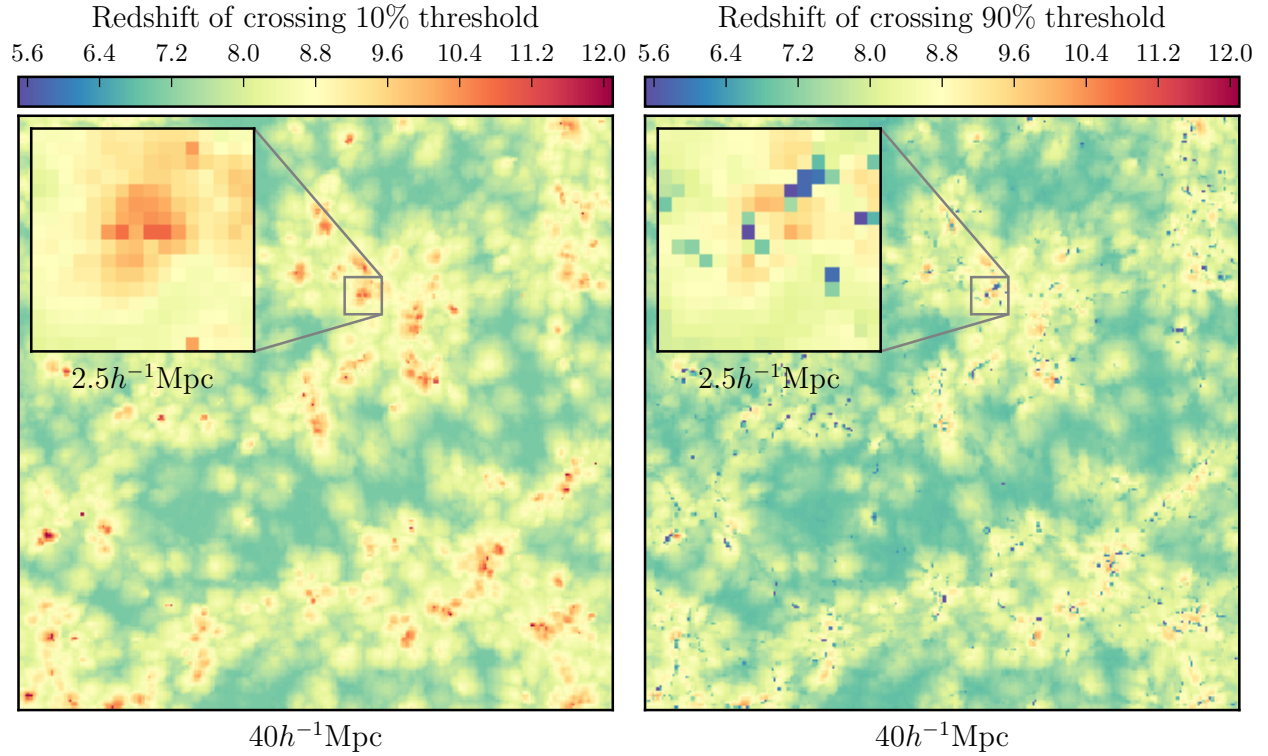 Redshift of crossing 10% threshold
5.6 6.4 7.2 8.0 8.8 9.6 10.4 11.2 12.0
2.5h⁻¹Mpc
40h⁻¹Mpc
Redshift of crossing 90% threshold
5.6 6.4 7.2 8.0 8.8 9.6 10.4 11.2 12.0
2.5h⁻¹Mpc
40h⁻¹Mpc